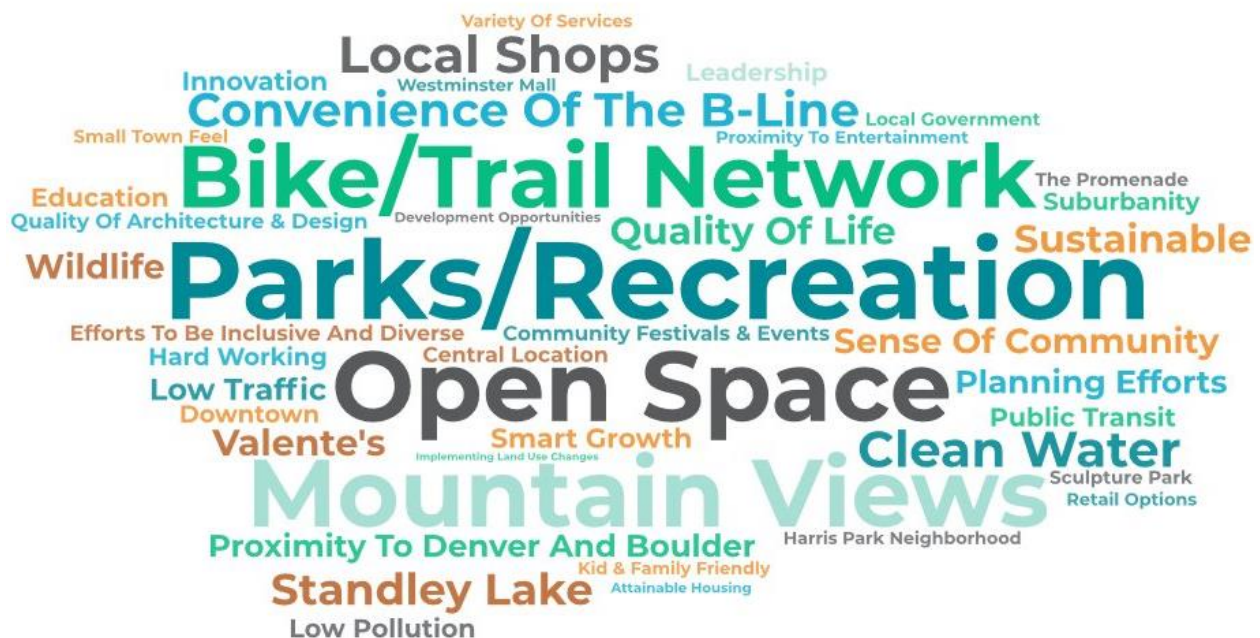 Variety Of Services
Local Shops
Leadership
Innovation
Westminster Mall
Convenience Of The B-Line
Local Government
Small Town Feel
Proximity To Entertainment
Bike/Trail Network
The Promenade
Education
Suburbanity
Quality Of Architecture & Design
Development Opportunities
Quality Of Life
Sustainable
Wildlife
Parks/Recreation
Efforts To Be Inclusive And Diverse
Community Festivals & Events
Sense Of Community
Hard Working
Central Location
Open Space
Planning Efforts
Low Traffic
Downtown
Public Transit
Valente's
Smart Growth
Clean Water
Implementing Land Use Changes
Mountain Views
Sculpture Park
Retail Options
Harris Park Neighborhood
Proximity To Denver And Boulder
Kid & Family Friendly
Standley Lake
Attainable Housing
Low Pollution